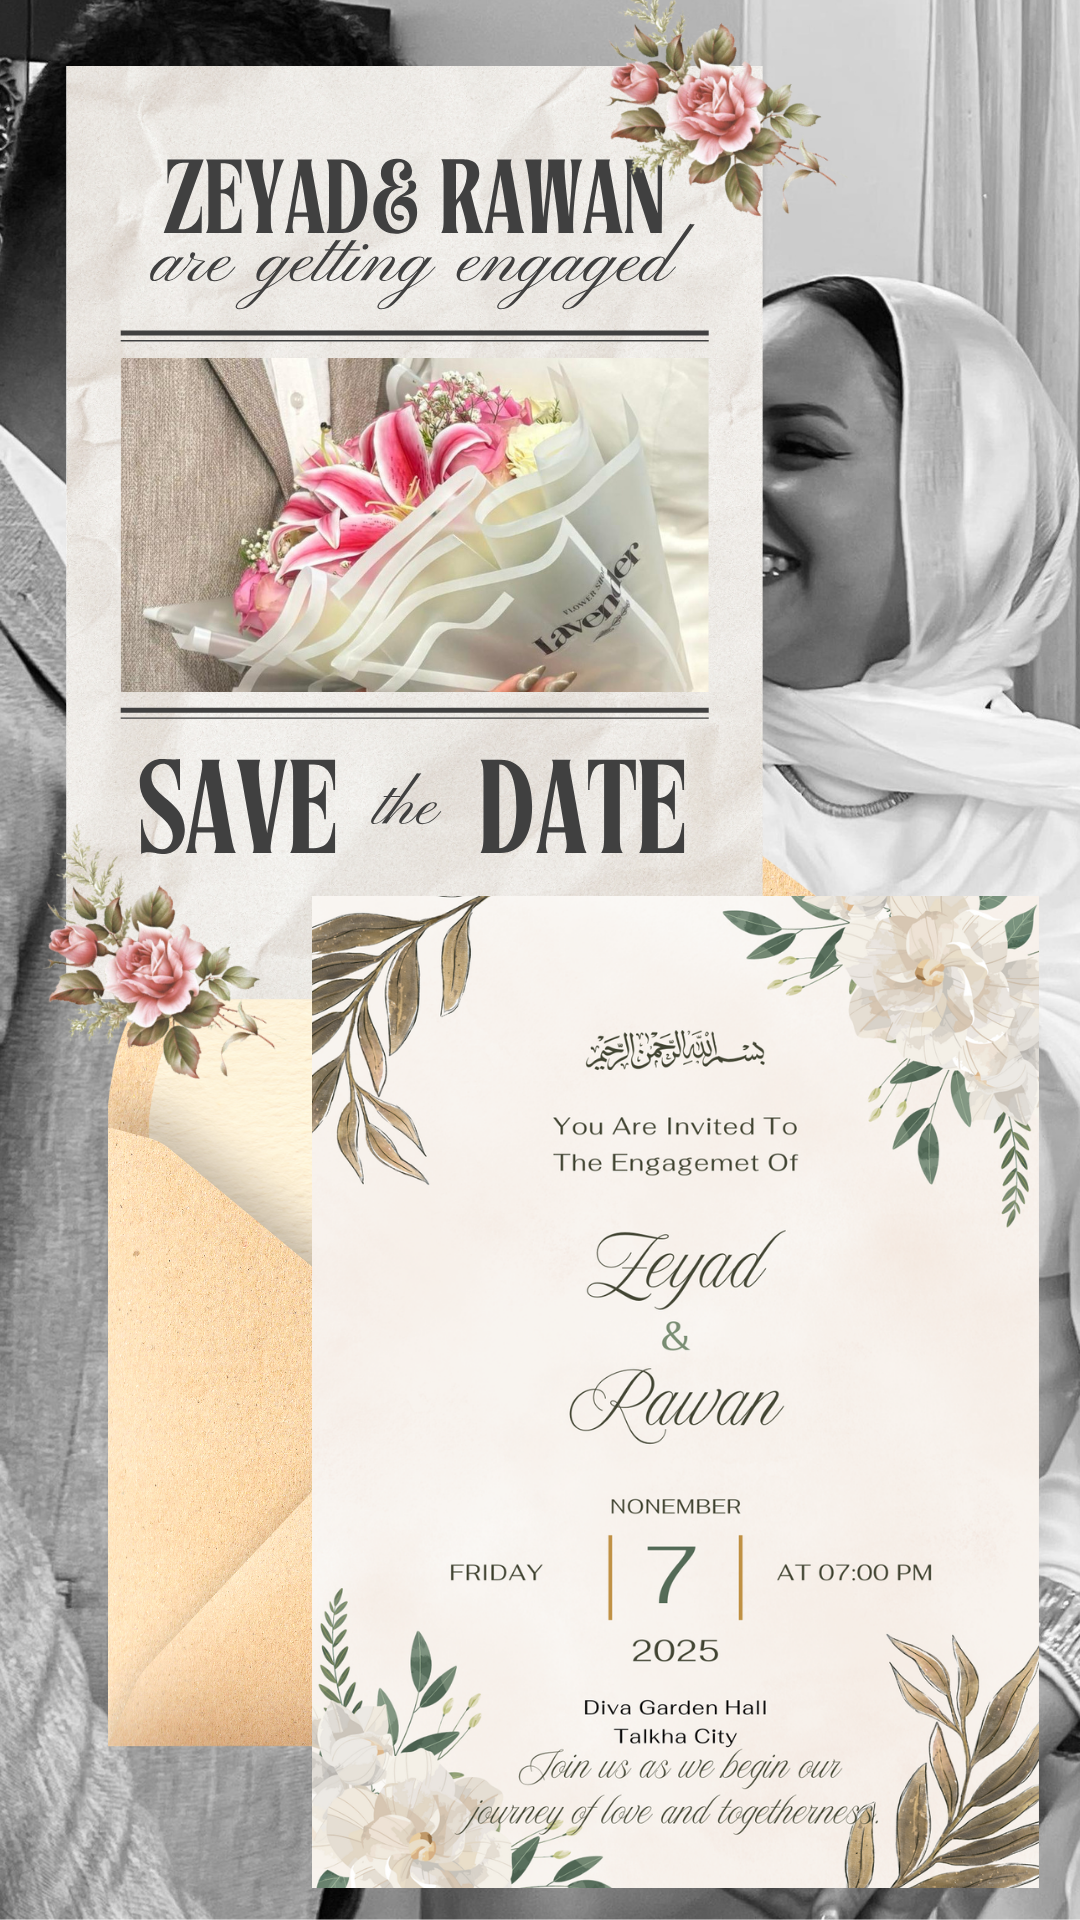 ZEYAD& RAWAN
are getting engaged
FLOWER SH
Lavender
SAVE the DATE
بسم الله الرحمن الرحيم
You Are Invited To
The Engagemet Of
Zeyad
&
Rawan
NONEMBER
FRIDAY 7 AT 07:00 PM
2025
Diva Garden Hall
Talkha City
Join us as we begin our
journey of love and togetherness.